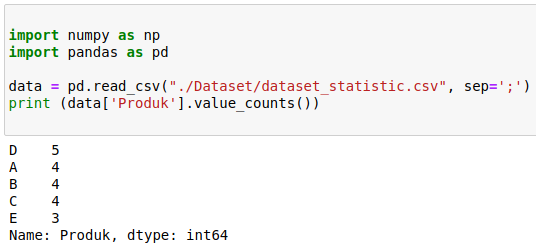 import numpy as np
import pandas as pd
data = pd.read_csv("./Dataset/dataset_statistic.csv", sep=';')
print (data['Produk'].value_counts())
D    5
A    4
B    4
C    4
E    3
Name: Produk, dtype: int64